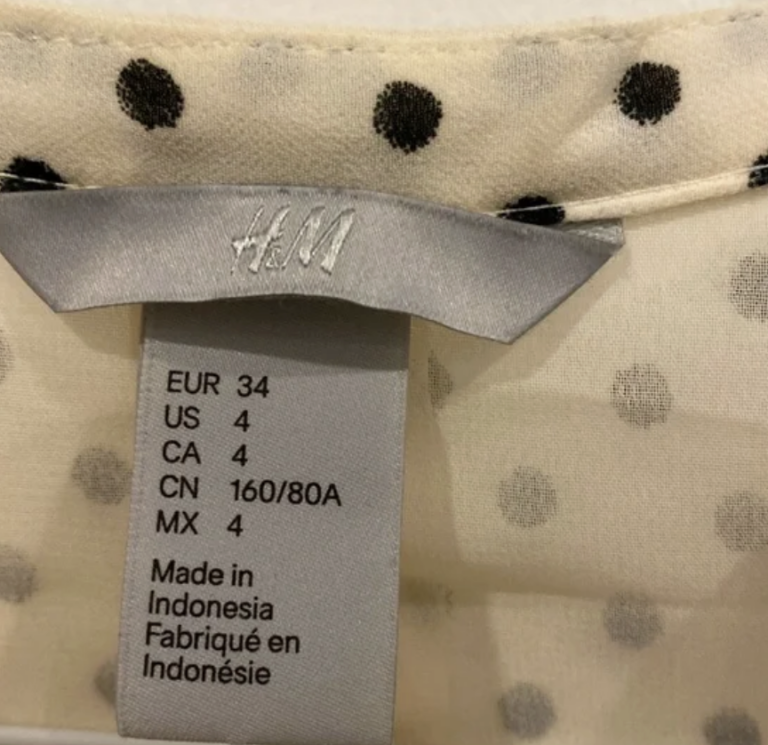 H&M
EUR 34
US 4
CA 4
CN 160/80A
MX 4
Made in
Indonesia
Fabriqué en
Indonésie